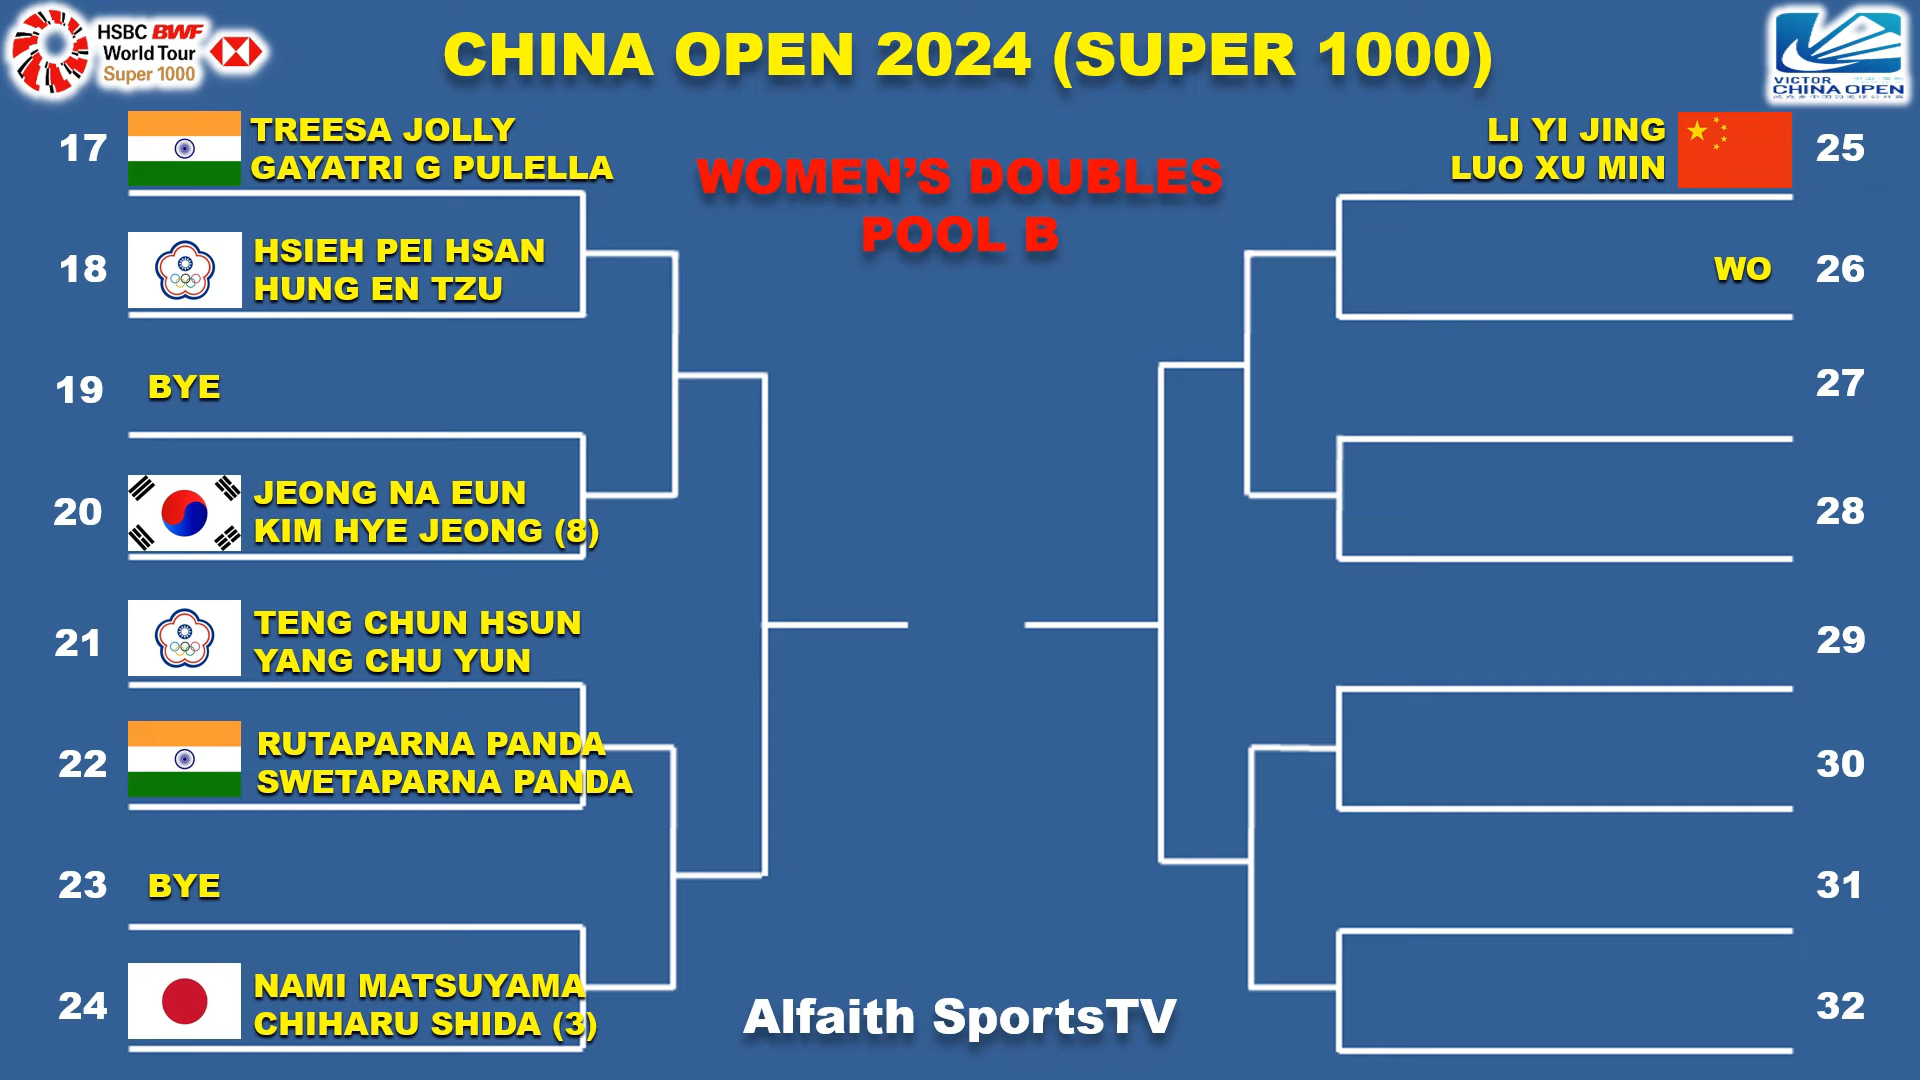 HSBC BWF
World Tour
Super 1000
CHINA OPEN 2024 (SUPER 1000)
VICTOR
CHINA OPEN
WOMEN'S DOUBLES
POOL B
17
TREESA JOLLY
GAYATRI G PULELLA
18
HSIEH PEI HSAN
HUNG EN TZU
19
BYE
20
JEONG NA EUN
KIM HYE JEONG (8)
21
TENG CHUN HSUN
YANG CHU YUN
22
RUTAPARNA PANDA
SWETAPARNA PANDA
23
BYE
24
NAMI MATSUYAMA
CHIHARU SHIDA (3)
LI YI JING
LUO XU MIN
25
WO
26
27
28
29
30
31
32
Alfaith SportsTV